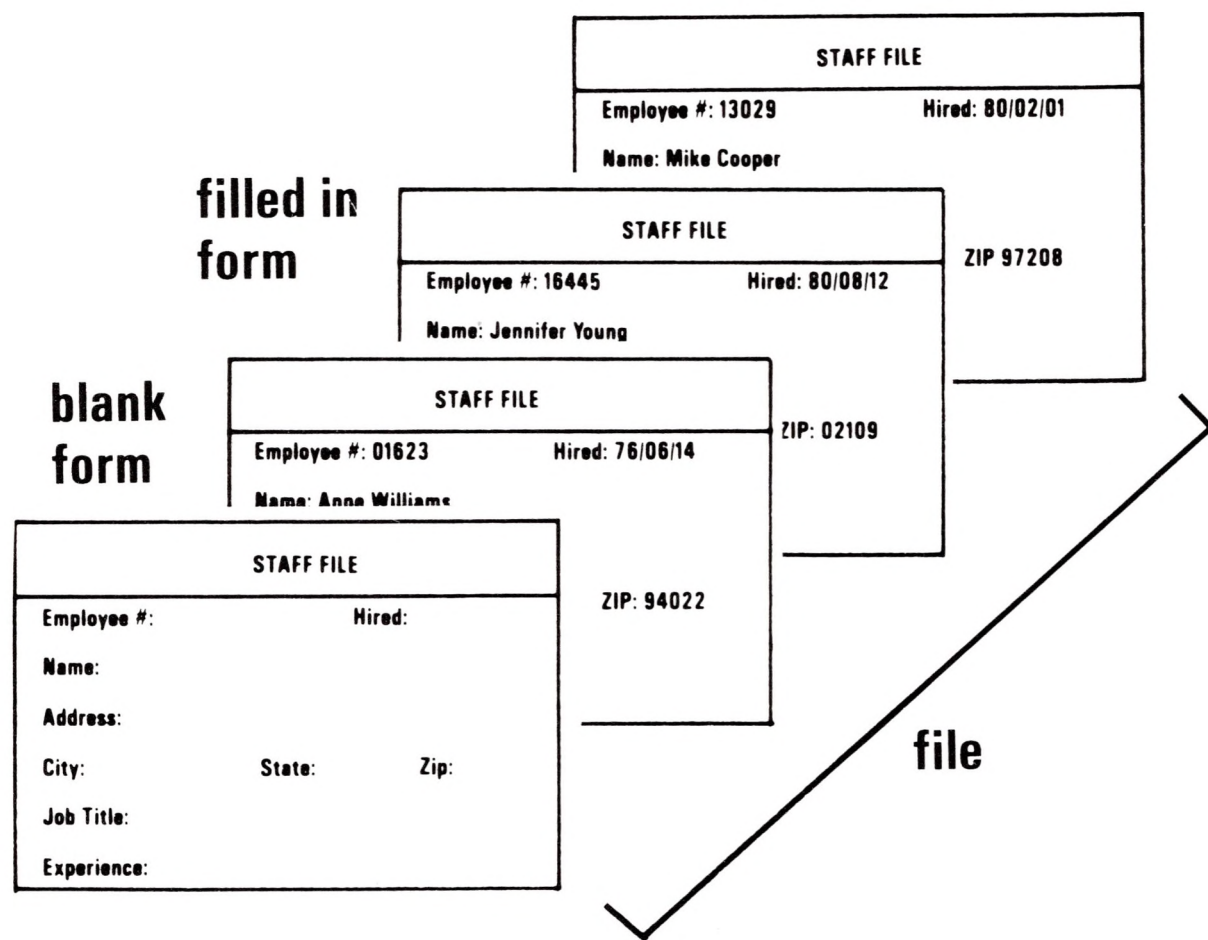 STAFF FILE
Employee #: 13029 Hired: 80/02/01
Name: Mike Cooper
ZIP 97208
filled in
form
STAFF FILE
Employee #: 16445 Hired: 80/08/12
Name: Jennifer Young
ZIP: 02109
blank
form
STAFF FILE
Employee #: 01623 Hired: 76/06/14
Name: Anne Williams
ZIP: 94022
STAFF FILE
Employee #: Hired:
Name:
Address:
City: State: Zip:
Job Title:
Experience:
file